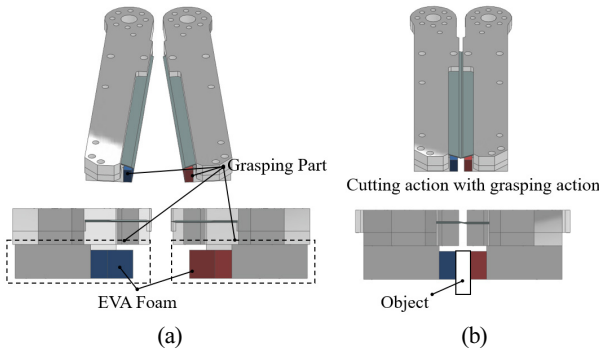 Grasping Part
Cutting action with grasping action
EVA Foam
Object
(a)
(b)